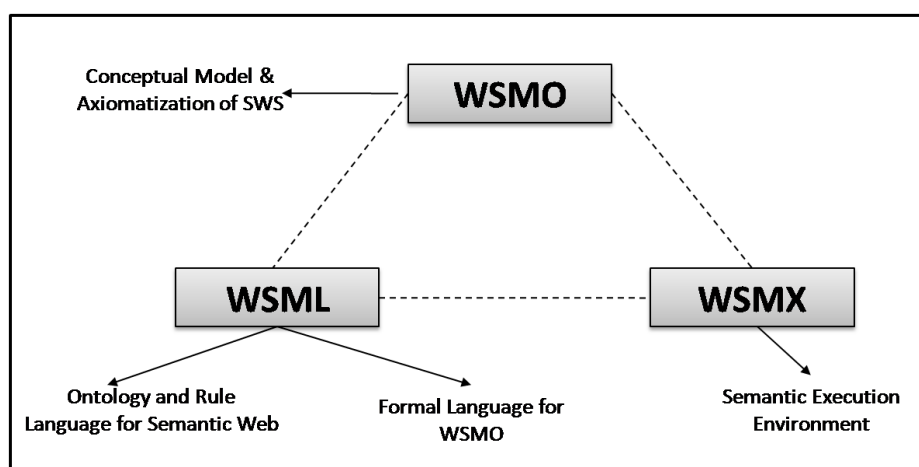 Conceptual Model &
Axiomatization of SWS
WSMO
WSML
WSMX
Ontology and Rule
Language for Semantic Web
Formal Language for
WSMO
Semantic Execution
Environment